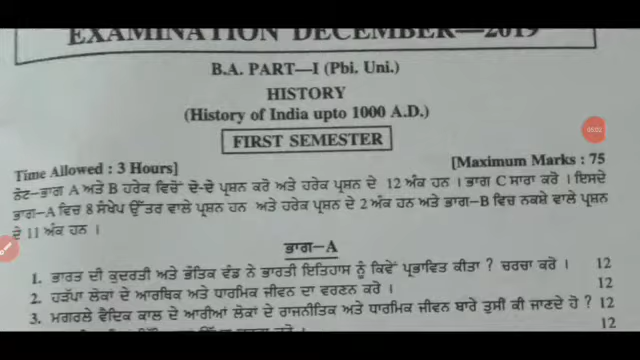 EXAMINATION DECEMBER—2019
B.A. PART—I (Pbi. Uni.)
HISTORY
(History of India upto 1000 A.D.)
FIRST SEMESTER
Time Allowed : 3 Hours] [Maximum Marks : 75
05:02
ਨੋਟ-ਭਾਗ A ਅਤੇ B ਹਰੇਕ ਵਿਚੋਂ ਦੋ-ਦੋ ਪ੍ਰਸ਼ਨ ਕਰੋ ਅਤੇ ਹਰੇਕ ਪ੍ਰਸ਼ਨ ਦੇ 12 ਅੰਕ ਹਨ । ਭਾਗ C ਸਾਰਾ ਕਰੋ । ਇਸਦੇ
ਭਾਗ-A ਵਿਚ 8 ਸੰਖੇਪ ਉੱਤਰ ਵਾਲੇ ਪ੍ਰਸ਼ਨ ਹਨ ਅਤੇ ਹਰੇਕ ਪ੍ਰਸ਼ਨ ਦੇ 2 ਅੰਕ ਹਨ ਅਤੇ ਭਾਗ-B ਵਿਚ ਨਕਸ਼ੇ ਵਾਲੇ ਪ੍ਰਸ਼ਨ
ਦੇ 11 ਅੰਕ ਹਨ ।
ਭਾਗ-A
1. ਭਾਰਤ ਦੀ ਕੁਦਰਤੀ ਅਤੇ ਭੌਤਿਕ ਵੰਡ ਨੇ ਭਾਰਤੀ ਇਤਿਹਾਸ ਨੂੰ ਕਿਵੇਂ ਪ੍ਰਭਾਵਿਤ ਕੀਤਾ ? ਚਰਚਾ ਕਰੋ । 12
2. ਹੜੱਪਾ ਲੋਕਾਂ ਦੇ ਆਰਥਿਕ ਅਤੇ ਧਾਰਮਿਕ ਜੀਵਨ ਦਾ ਵਰਣਨ ਕਰੋ । 12
3. ਮਗਰਲੇ ਵੈਦਿਕ ਕਾਲ ਦੇ ਆਰੀਆਂ ਲੋਕਾਂ ਦੇ ਰਾਜਨੀਤਿਕ ਅਤੇ ਧਾਰਮਿਕ ਜੀਵਨ ਬਾਰੇ ਤੁਸੀ ਕੀ ਜਾਣਦੇ ਹੋ ? 12
12